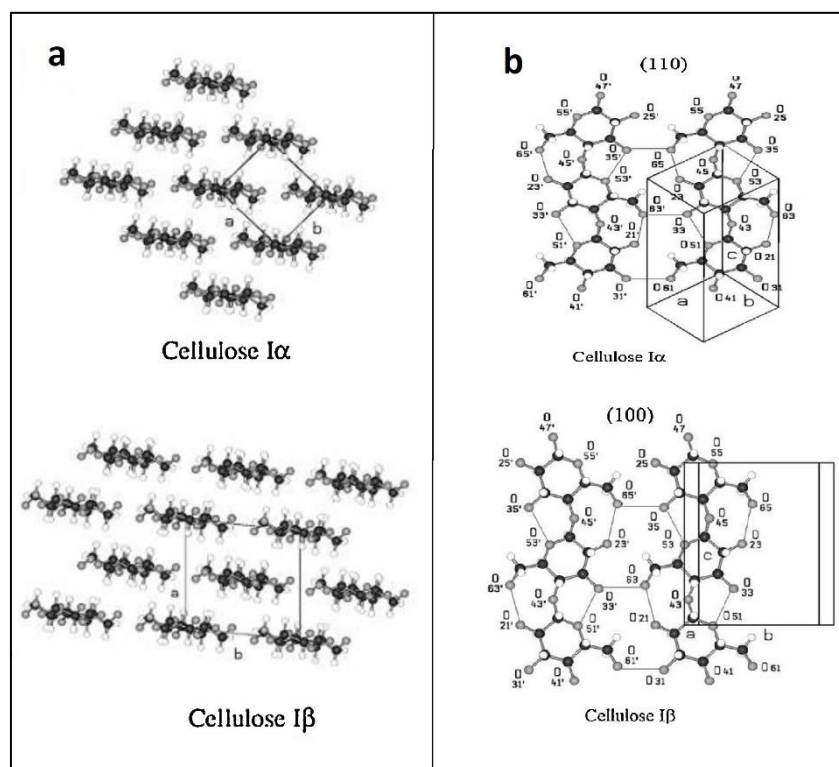 a
a
b
Cellulose Iα
a
b
Cellulose Iβ
b
(110)
O 47'
O 47
O 55'
O 25'
O 55
O 25
O 65'
O 45'
O 35'
O 65
O 45
O 35
O 23'
O 53'
O 23
O 53
O 33'
O 43'
O 63'
O 33
O 43
O 63
O 51'
O 21'
O 51
c
O 21
O 61'
O 41'
O 31'
O 61
a
O 41
b
O 31
Cellulose Iα
(100)
O 47'
O 47
O 25'
O 55'
O 25
O 55
O 35'
O 45'
O 65'
O 35
O 45
O 65
O 53'
O 23'
O 53
c
O 23
O 63'
O 43'
O 33'
O 63
O 43
O 33
O 21'
O 51'
O 21
a
O 51
b
O 31'
O 41'
O 61'
O 31
O 41
O 61
Cellulose Iβ